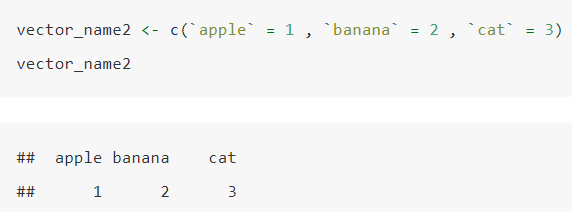 vector_name2 <- c(`apple` = 1 , `banana` = 2 , `cat` = 3)
vector_name2
##  apple banana    cat
##      1      2      3